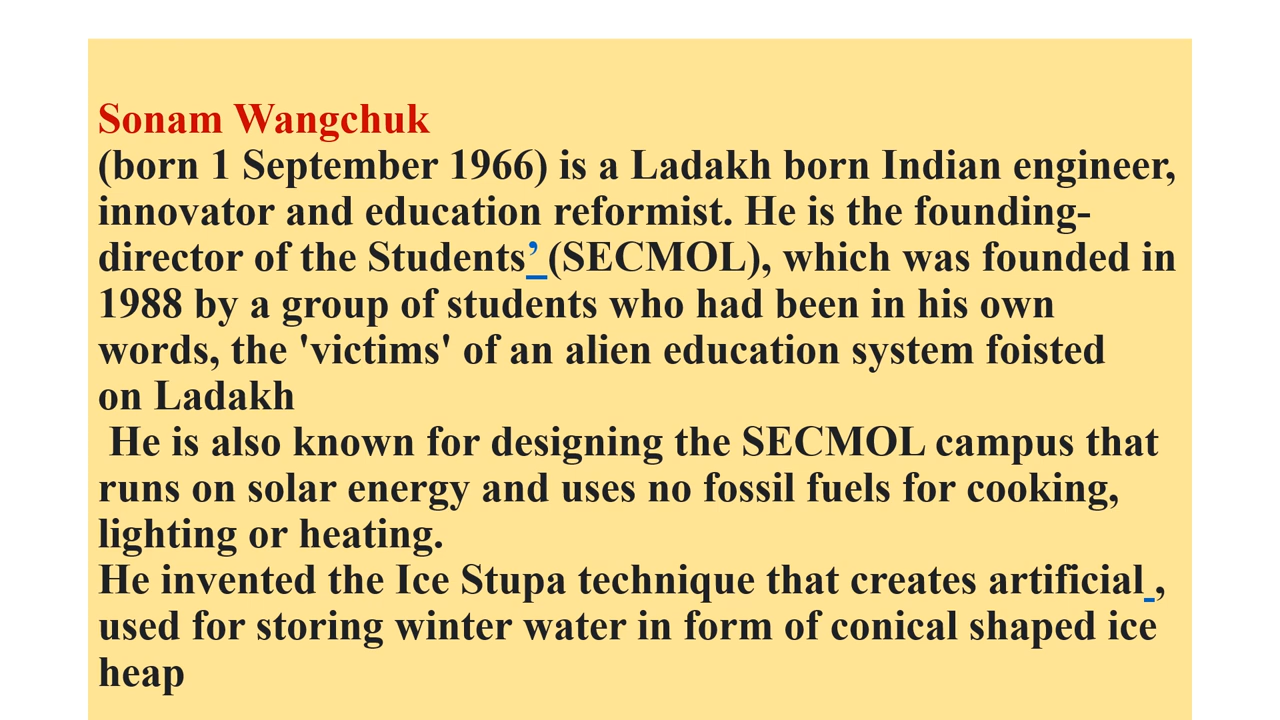 Sonam Wangchuk
(born 1 September 1966) is a Ladakh born Indian engineer,
innovator and education reformist. He is the founding-
director of the Students’ (SECMOL), which was founded in
1988 by a group of students who had been in his own
words, the 'victims' of an alien education system foisted
on Ladakh
He is also known for designing the SECMOL campus that
runs on solar energy and uses no fossil fuels for cooking,
lighting or heating.
He invented the Ice Stupa technique that creates artificial ,
used for storing winter water in form of conical shaped ice
heap